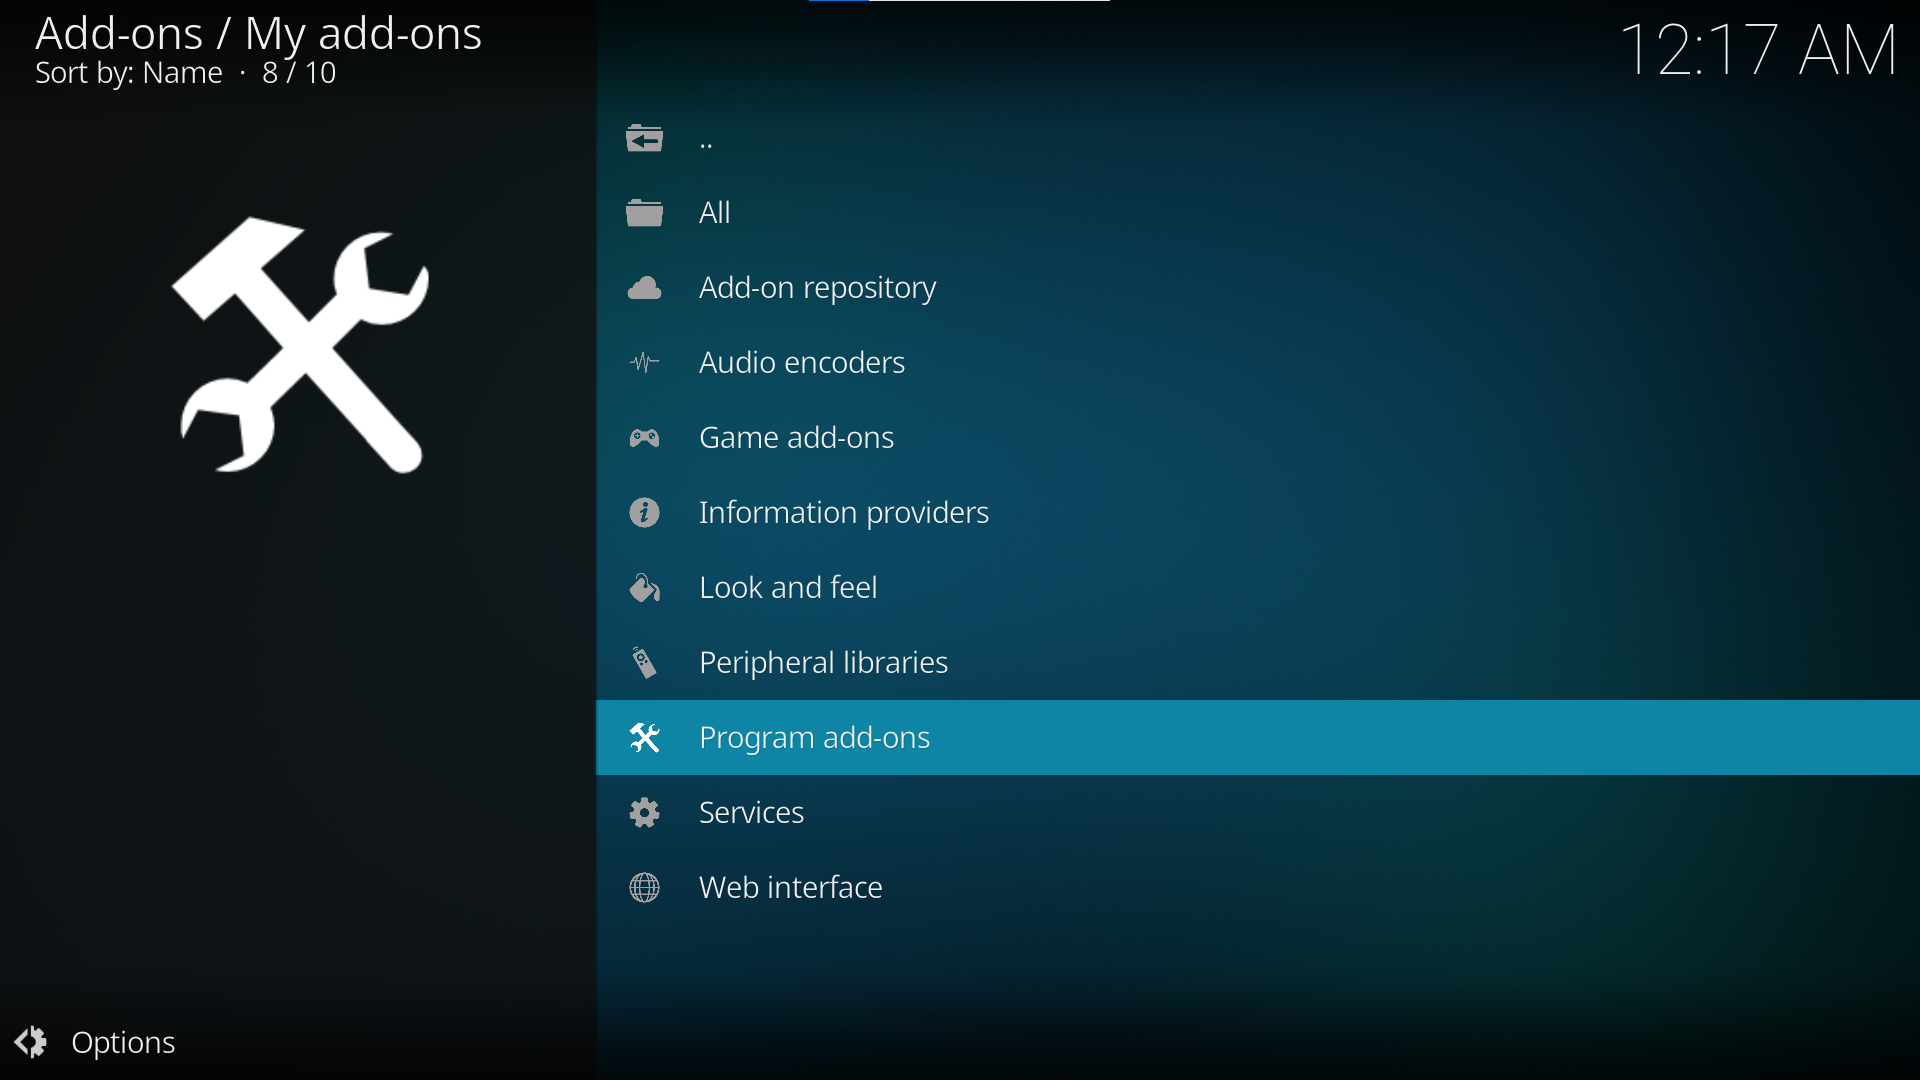 Add-ons / My add-ons
Sort by: Name · 8 / 10
12:17 AM
..
All
Add-on repository
Audio encoders
Game add-ons
Information providers
Look and feel
Peripheral libraries
Program add-ons
Services
Web interface
Options